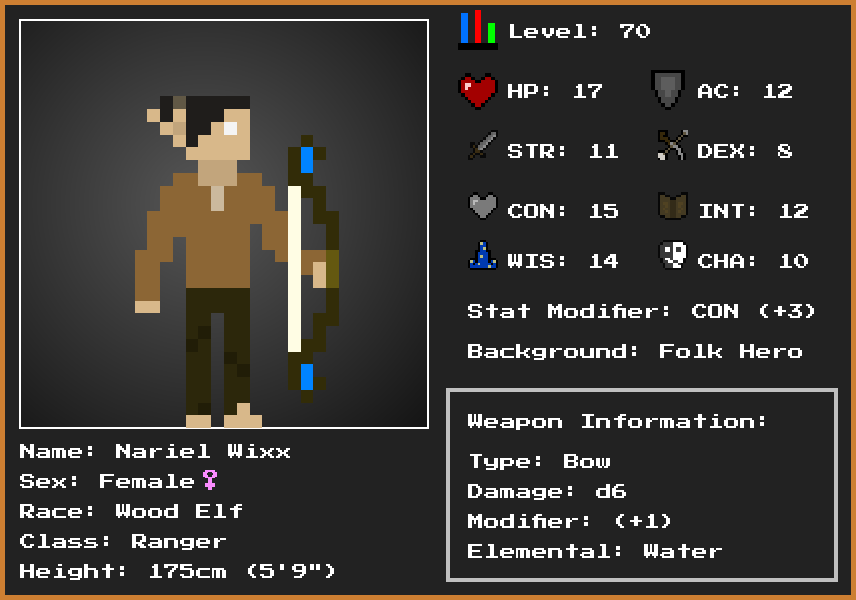 Level: 70
HP: 17
AC: 12
STR: 11
DEX: 8
CON: 15
INT: 12
WIS: 14
CHA: 10
Stat Modifier: CON (+3)
Background: Folk Hero
Weapon Information:
Type: Bow
Damage: d6
Modifier: (+1)
Elemental: Water
Name: Nariel Wixx
Sex: Female♀
Race: Wood Elf
Class: Ranger
Height: 175cm (5'9")